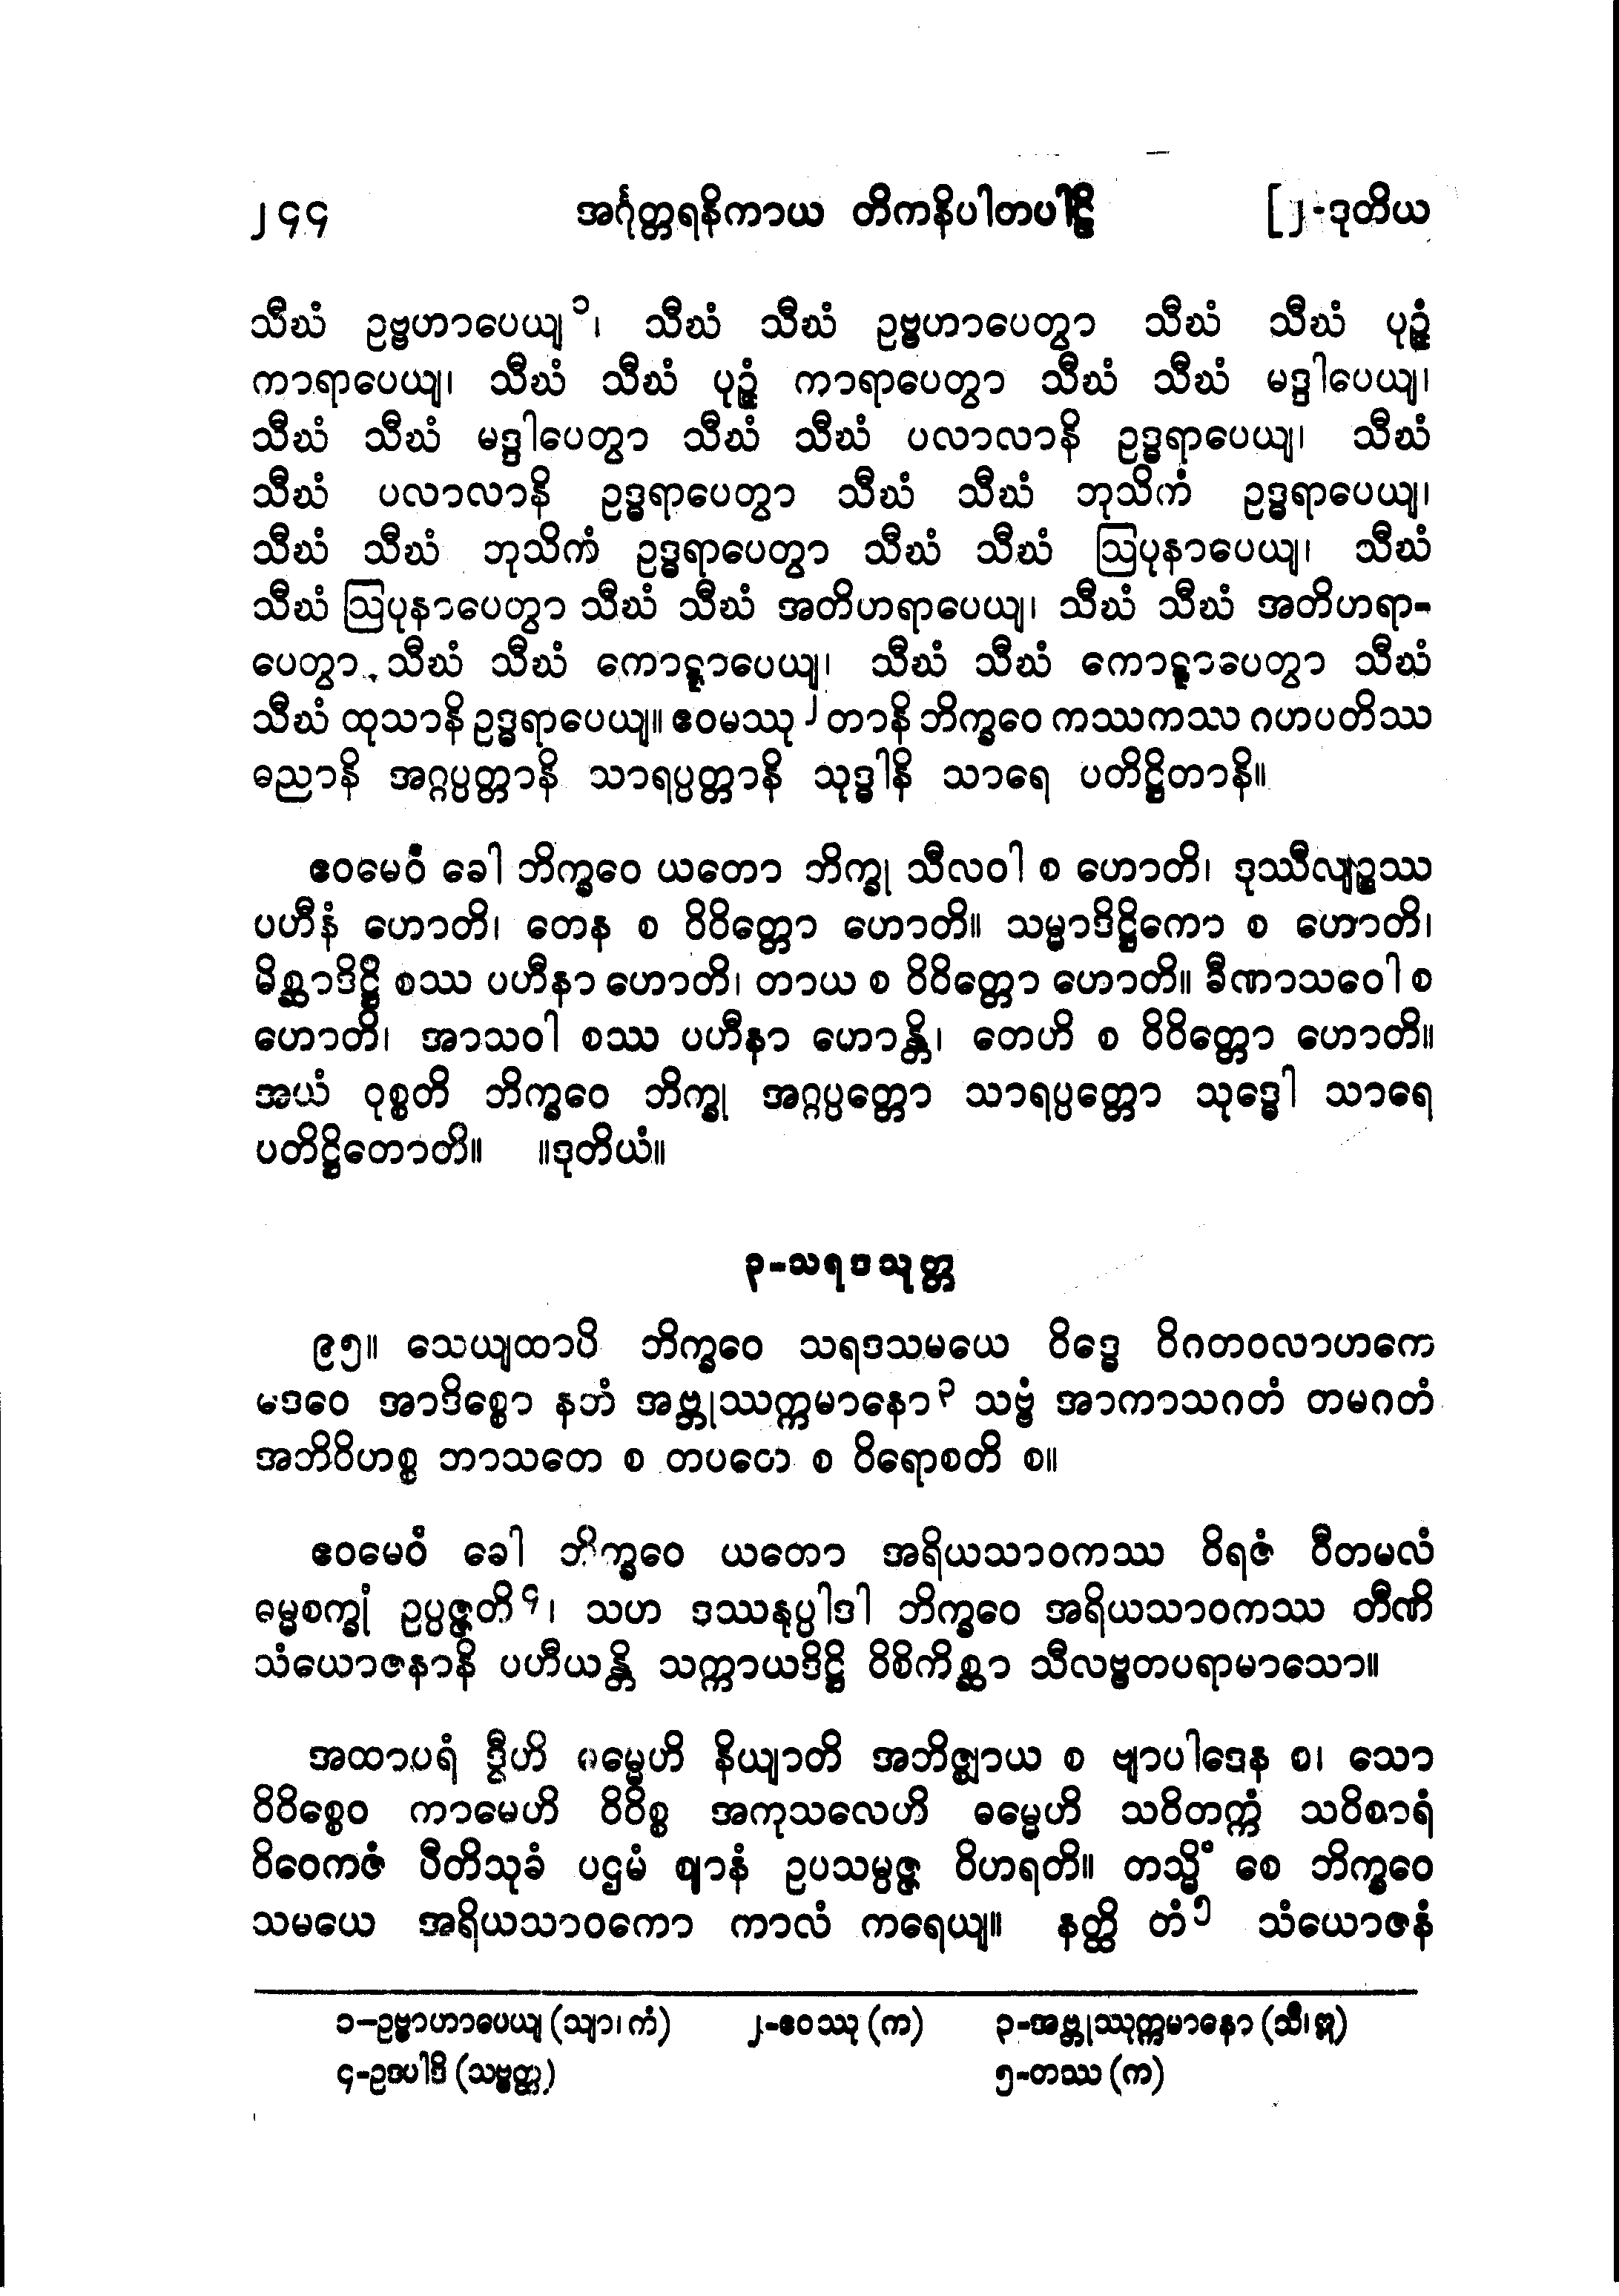 ၂၄၄ အင်္ဂုတ္တရနိကာယ တိကနိပါတပါဠိ [၂-ဒုတိယ
သီဃံ ဥဗ္ဗဟာပေယျ၁၊ သီဃံ သီဃံ ဥဗ္ဗဟာပေတွာ သီဃံ သီဃံ ပုဉ္ဇံ
ကာရာပေယျ၊ သီဃံ သီဃံ ပုဉ္ဇံ ကာရာပေတွာ သီဃံ သီဃံ မဒ္ဒါပေယျ၊
သီဃံ သီဃံ မဒ္ဒါပေတွာ သီဃံ သီဃံ ပလာလာနိ ဥဒ္ဓရာပေယျ၊ သီဃံ
သီဃံ ပလာလာနိ ဥဒ္ဓရာပေတွာ သီဃံ သီဃံ ဘုသိကံ ဥဒ္ဓရာပေယျ၊
သီဃံ သီဃံ ဘုသိကံ ဥဒ္ဓရာပေတွာ သီဃံ သီဃံ ဩပုနာပေယျ၊ သီဃံ
သီဃံ ဩပုနာပေတွာ သီဃံ သီဃံ အတိဟရာပေယျ၊ သီဃံ သီဃံ အတိဟရာ-
ပေတွာ သီဃံ သီဃံ ကောဋ္ဋာပေယျ၊ သီဃံ သီဃံ ကောဋ္ဋာပေတွာ သီဃံ
သီဃံ ထုသာနိ ဥဒ္ဓရာပေယျ။ ဧဝမဿု၂ တာနိ ဘိက္ခဝေ ကဿကဿ ဂဟပတိဿ
ဓညာနိ အဂ္ဂပ္ပတ္တာနိ သာရပ္ပတ္တာနိ သုဒ္ဓါနိ သာရေ ပတိဋ္ဌိတာနိ။
ဧဝမေဝံ ခေါ ဘိက္ခဝေ ယတော ဘိက္ခု သီလဝါ စ ဟောတိ၊ ဒုဿီလျဉ္စဿ
ပဟီနံ ဟောတိ၊ တေန စ ဝိဝိတ္တော ဟောတိ။ သမ္မာဒိဋ္ဌိကော စ ဟောတိ၊
မိစ္ဆာဒိဋ္ဌိ စဿ ပဟီနာ ဟောတိ၊ တာယ စ ဝိဝိတ္တော ဟောတိ။ ခီဏာသဝေါ စ
ဟောတိ၊ အာသဝါ စဿ ပဟီနာ ဟောန္တိ၊ တေဟိ စ ဝိဝိတ္တော ဟောတိ။
အယံ ဝုစ္စတိ ဘိက္ခဝေ ဘိက္ခု အဂ္ဂပ္ပတ္တော သာရပ္ပတ္တော သုဒ္ဓေါ သာရေ
ပတိဋ္ဌိတောတိ။ ။ဒုတိယံ။
၃-သရဒသုတ္တ
၉၅။ သေယျထာပိ ဘိက္ခဝေ သရဒသမယေ ဝိဒ္ဓေ ဝိဂတဝလာဟကေ
မဒဝေ အာဒိစ္စော နဘံ အဗ္ဘုဿက္ကမာနော၃ သဗ္ဗံ အာကာသဂတံ တမဂတံ
အဘိဝိဟစ္စ ဘာသတေ စ တပတေ စ ဝိရောစတိ စ။
ဧဝမေဝံ ခေါ ဘိက္ခဝေ ယတော အရိယသာဝကဿ ဝိရဇံ ဝီတမလံ
ဓမ္မစက္ခုံ ဥပ္ပဇ္ဇတိ၄၊ သဟ ဒဿနုပ္ပါဒါ ဘိက္ခဝေ အရိယသာဝကဿ တီဏိ
သံယောဇနာနိ ပဟီယန္တိ သက္ကာယဒိဋ္ဌိ ဝိစိကိစ္ဆာ သီလဗ္ဗတပရာမာသော။
အထာပရံ ဒွီဟိ ဓမ္မေဟိ နိယျာတိ အဘိဇ္ဈာယ စ ဗျာပါဒေန စ၊ သော
ဝိဝိစ္စေဝ ကာမေဟိ ဝိဝိစ္စ အကုသလေဟိ ဓမ္မေဟိ သဝိတက္ကံ သဝိစာရံ
ဝိဝေကဇံ ပီတိသုခံ ပဌမံ ဈာနံ ဥပသမ္ပဇ္ဇ ဝိဟရတိ။ တသ္မိံ စေ ဘိက္ခဝေ
သမယေ အရိယသာဝကော ကာလံ ကရေယျ။ နတ္ထိ တံ၅ သံယောဇနံ
၁-ဥဗ္ဗာဟာပေယျ (သျာ၊ ကံ) ၂-ဧဝဿု (က) ၃-အဗ္ဘုဿုက္ကမာနော (သီ၊ ဣ)
၄-ဥဒပါဒိ (သဗ္ဗတ္ထ) ၅-တဿ (က)